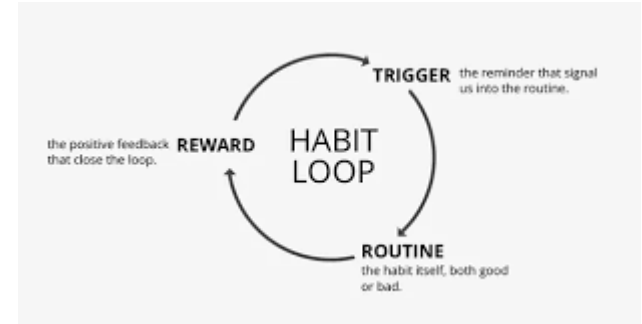 TRIGGER
the reminder that signal
us into the routine.
the positive feedback
that close the loop.
REWARD
HABIT
LOOP
ROUTINE
the habit itself, both good
or bad.